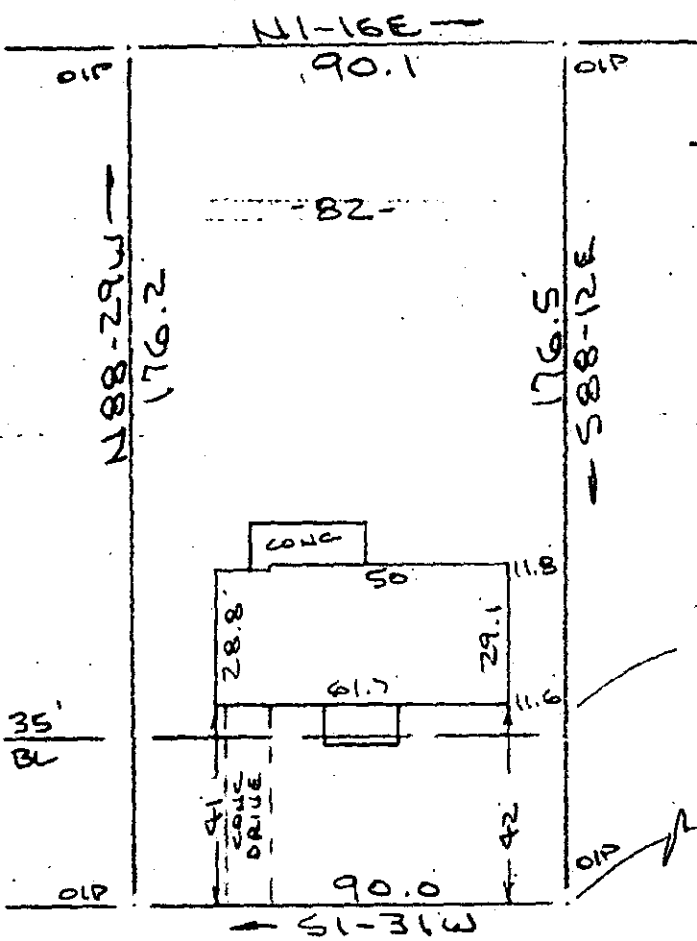 N1-16E
90.1
OIP
OIP
-82-
N88-29W
176.2
176.5
S88-12E
CONC
50
11.8
28.8'
29.1
61.7
11.6
35'
BL
41
CONC
DRIVE
42
OIP
OIP
90.0
S1-31W